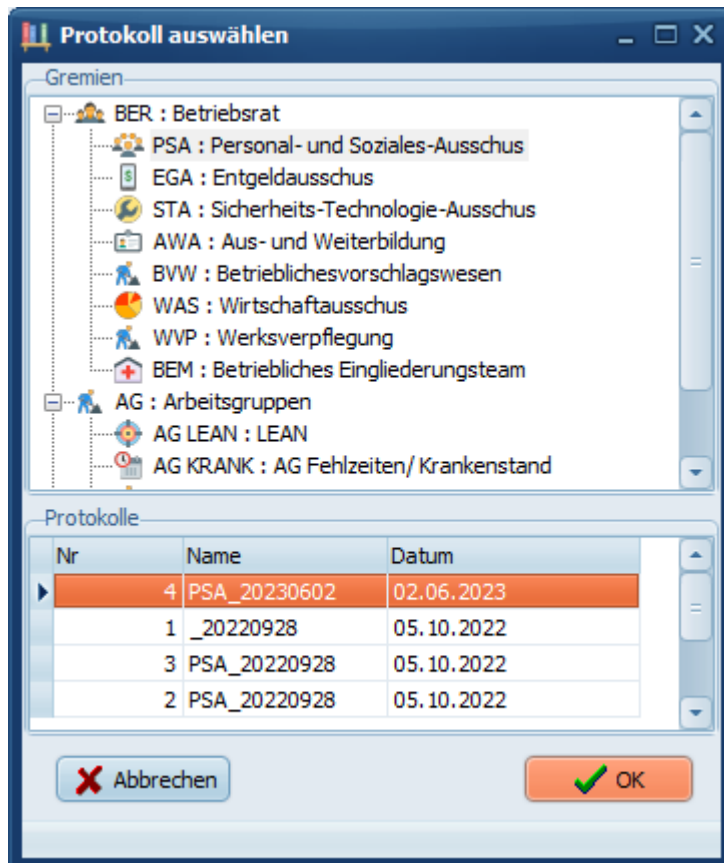 Protokoll auswählen
Gremien
BER : Betriebsrat
PSA : Personal- und Soziales-Ausschus
EGA : Entgeldausschus
STA : Sicherheits-Technologie-Ausschus
AWA : Aus- und Weiterbildung
BVW : Betrieblichesvorschlagswesen
WAS : Wirtschaftausschus
WVP : Werksverpflegung
BEM : Betriebliches Eingliederungsteam
AG : Arbeitsgruppen
AG LEAN : LEAN
AG KRANK : AG Fehlzeiten/ Krankenstand
Protokolle
Nr Name Datum
4 PSA_20230602 02.06.2023
1 _20220928 05.10.2022
3 PSA_20220928 05.10.2022
2 PSA_20220928 05.10.2022
Abbrechen OK